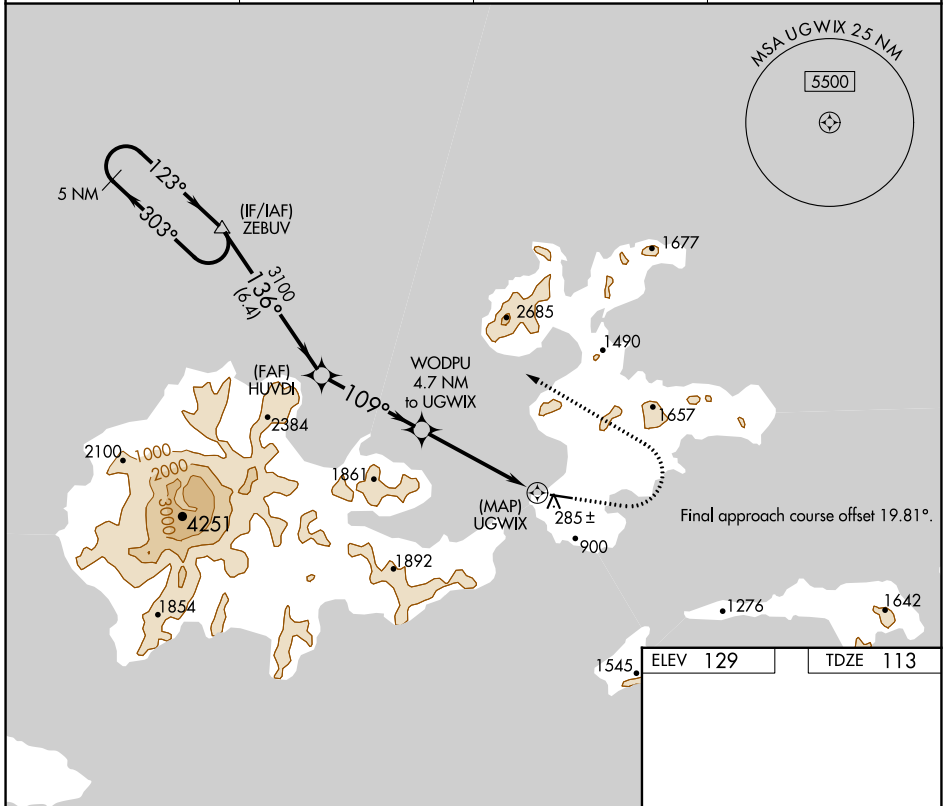 MSA UGWIX 25 NM
5500
123°
5 NM
303°
(IF/IAF)
ZEBUV
3100
136°
(6.4)
1677
2685
1490
WODPU
4.7 NM
to UGWIX
(FAF)
HUVDI
109°
2384
1657
2100
1000
2000
3000
1861
4251
(MAP)
UGWIX
285±
Final approach course offset 19.81°.
900
1892
1854
1276
1642
1545
ELEV 129
TDZE 113